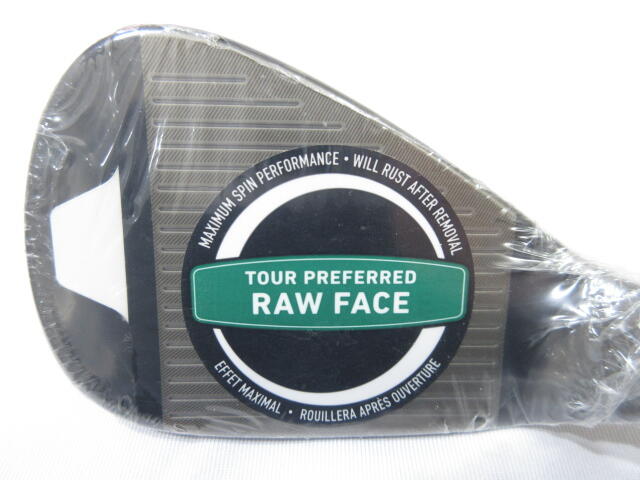 MAXIMUM SPIN PERFORMANCE • WILL RUST AFTER REMOVAL
TOUR PREFERRED
RAW FACE
EFFET MAXIMAL • ROUILLERA APRÈS OUVERTURE